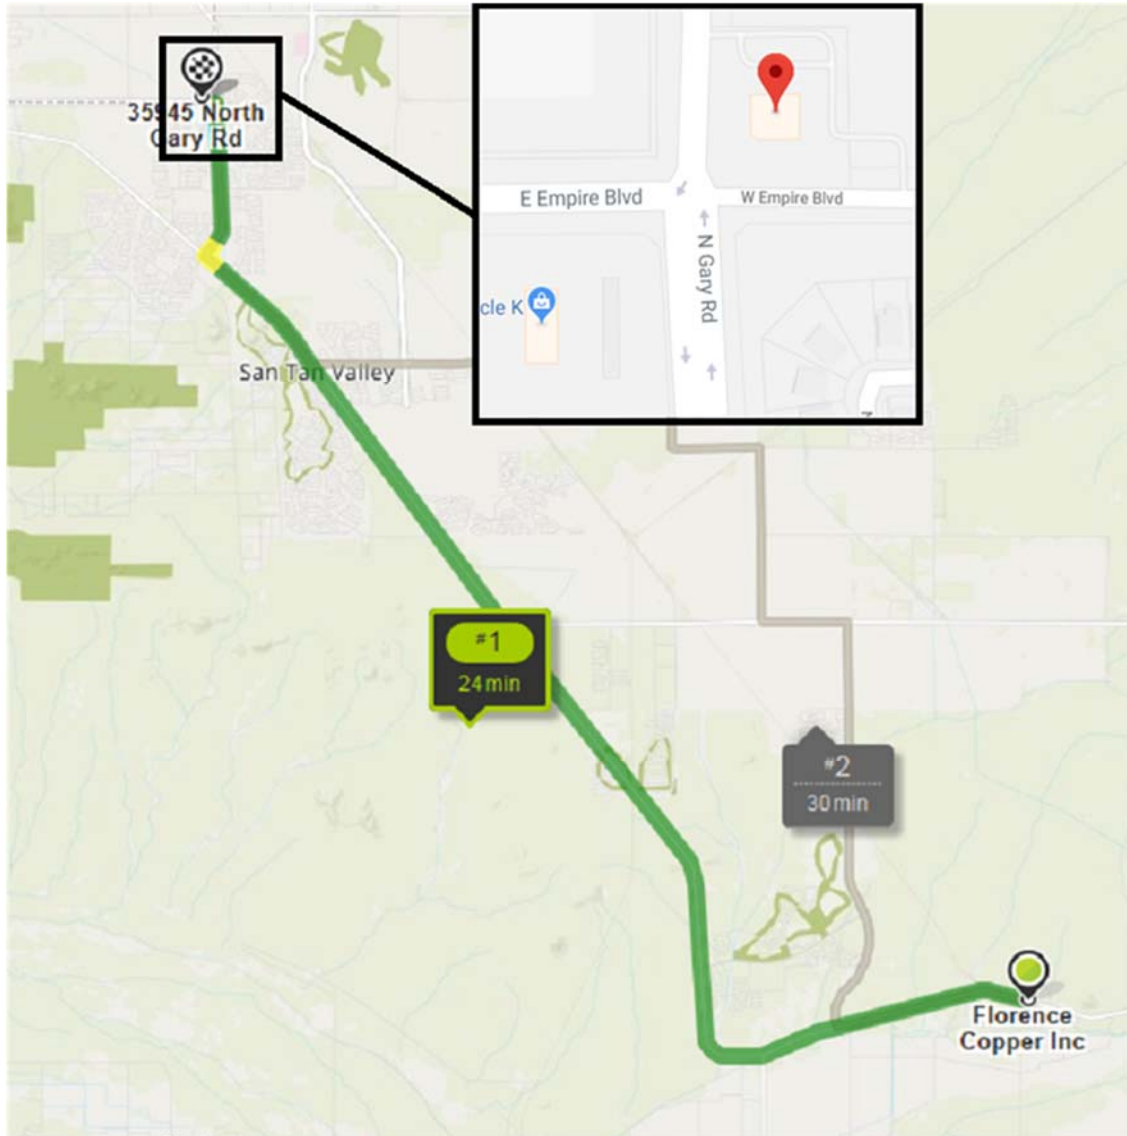 35945 North
Gary Rd
E Empire Blvd
W Empire Blvd
N Gary Rd
cle K
San Tan Valley
#1
24 min
#2
30 min
Florence
Copper Inc